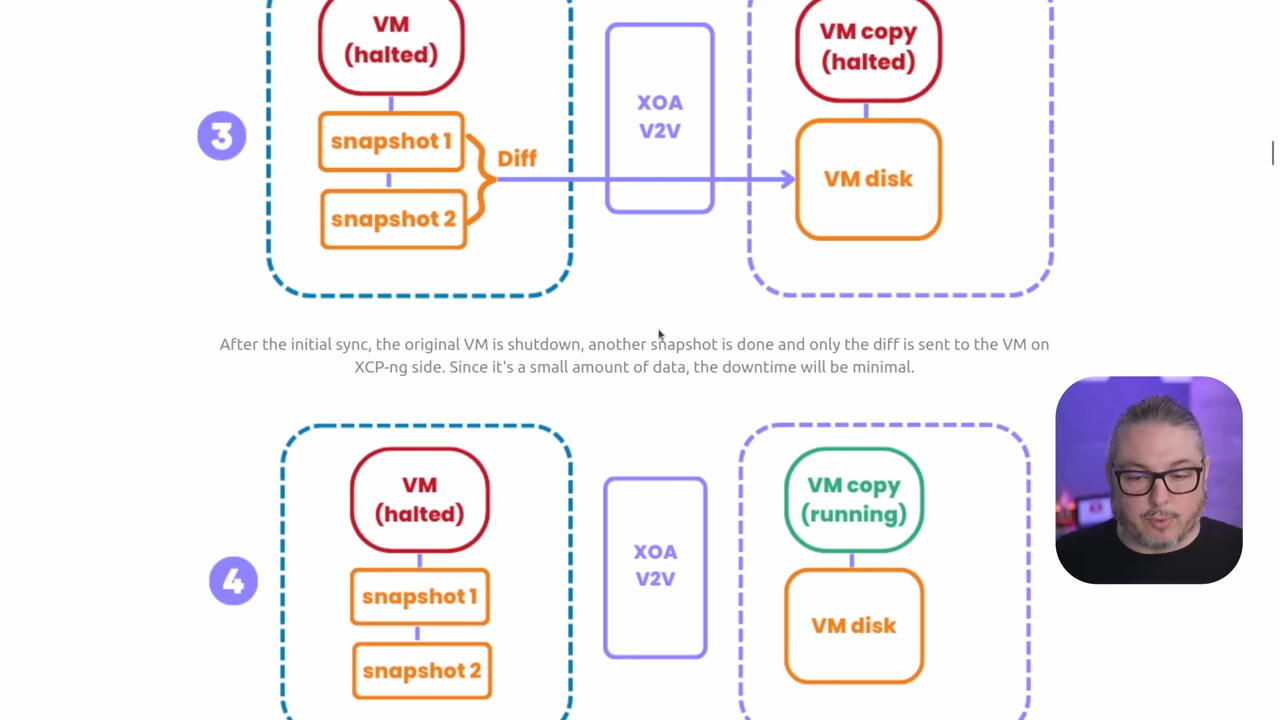 VM
(halted)
XOA
V2V
VM copy
(halted)
3
snapshot 1
Diff
snapshot 2
VM disk
After the initial sync, the original VM is shutdown, another snapshot is done and only the diff is sent to the VM on
XCP-ng side. Since it's a small amount of data, the downtime will be minimal.
4
VM
(halted)
snapshot 1
snapshot 2
XOA
V2V
VM copy
(running)
VM disk